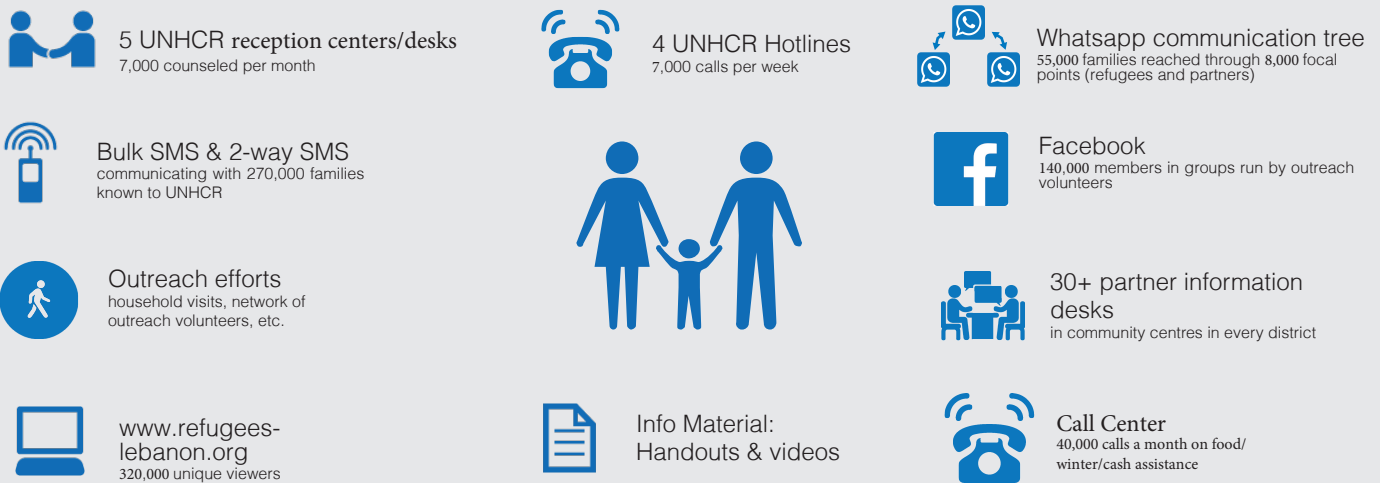 5 UNHCR reception centers/desks
7,000 counseled per month
4 UNHCR Hotlines
7,000 calls per week
Whatsapp communication tree
55,000 families reached through 8,000 focal
points (refugees and partners)
Bulk SMS & 2-way SMS
communicating with 270,000 families
known to UNHCR
Facebook
140,000 members in groups run by outreach
volunteers
Outreach efforts
household visits, network of
outreach volunteers, etc.
30+ partner information
desks
in community centres in every district
www.refugees-
lebanon.org
320,000 unique viewers
Info Material:
Handouts & videos
Call Center
40,000 calls a month on food/
winter/cash assistance